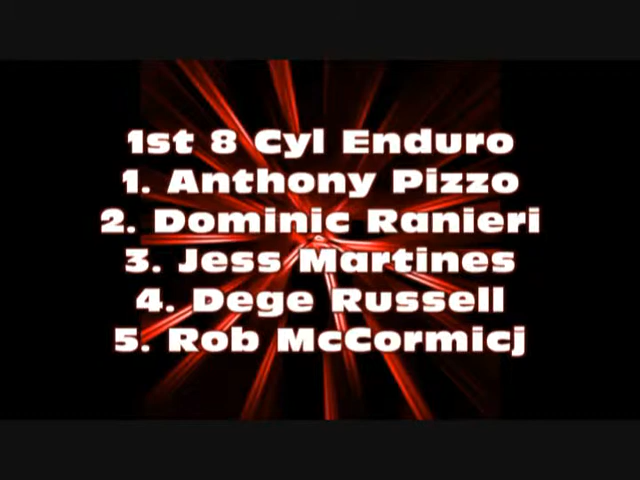 1st 8 Cyl Enduro
1. Anthony Pizzo
2. Dominic Ranieri
3. Jess Martines
4. Dege Russell
5. Rob McCormicj